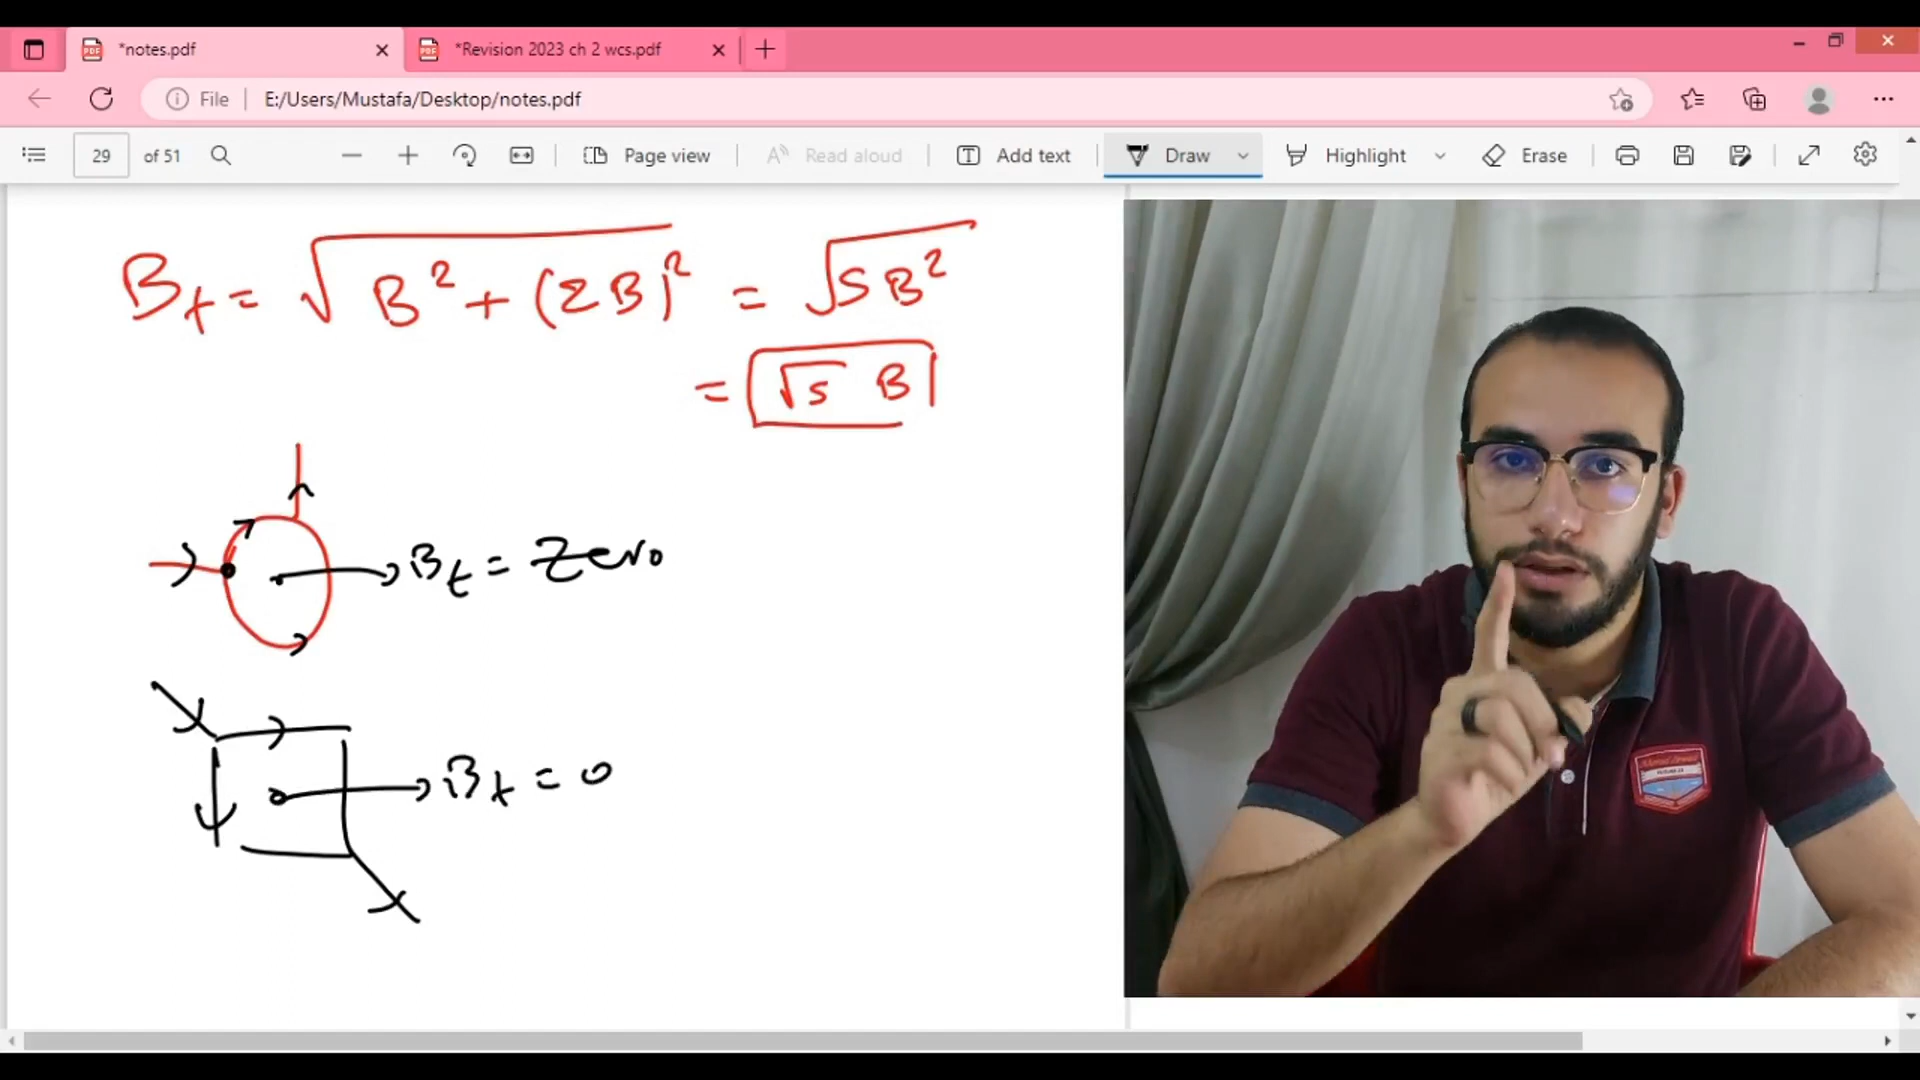 *notes.pdf
*Revision 2023 ch 2 wcs.pdf
File
E:/Users/Mustafa/Desktop/notes.pdf
29 of 51
Page view
Read aloud
Add text
Draw
Highlight
Erase
Bt = √B² + (2B)² = √5B²
= √5 B
Bt = Zero
Bt = 0